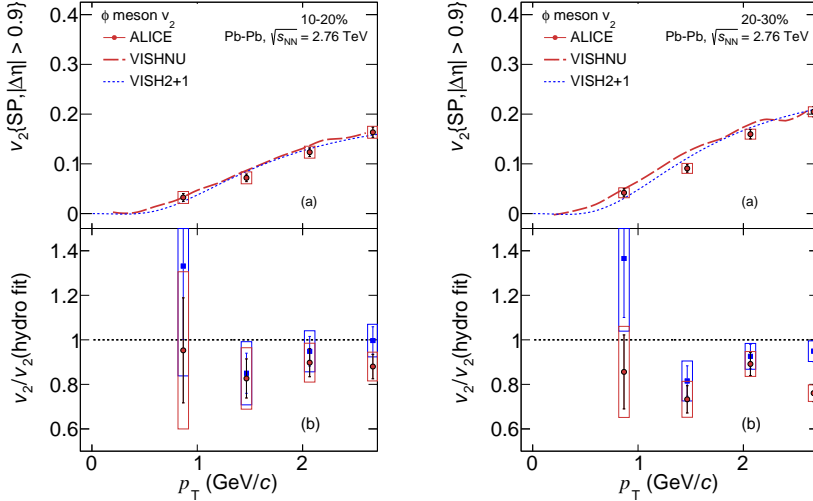 v₂{SP,|Δη| > 0.9}
0.4
0.3
0.2
0.1
0
ϕ meson v₂
ALICE
VISHNU
VISH2+1
10-20%
Pb-Pb, √s_NN = 2.76 TeV
(a)
v₂/v₂(hydro fit)
1.4
1.2
1
0.8
0.6
(b)
0 1 2
p_T (GeV/c)
v₂{SP,|Δη| > 0.9}
0.4
0.3
0.2
0.1
0
ϕ meson v₂
ALICE
VISHNU
VISH2+1
20-30%
Pb-Pb, √s_NN = 2.76 TeV
(a)
v₂/v₂(hydro fit)
1.4
1.2
1
0.8
0.6
(b)
0 1 2
p_T (GeV/c)